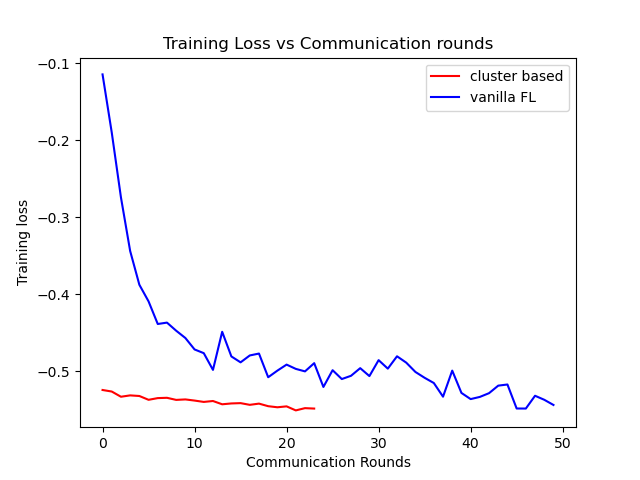 Training Loss vs Communication rounds
cluster based
vanilla FL
−0.1
−0.2
−0.3
−0.4
−0.5
Training loss
0 10 20 30 40 50
Communication Rounds